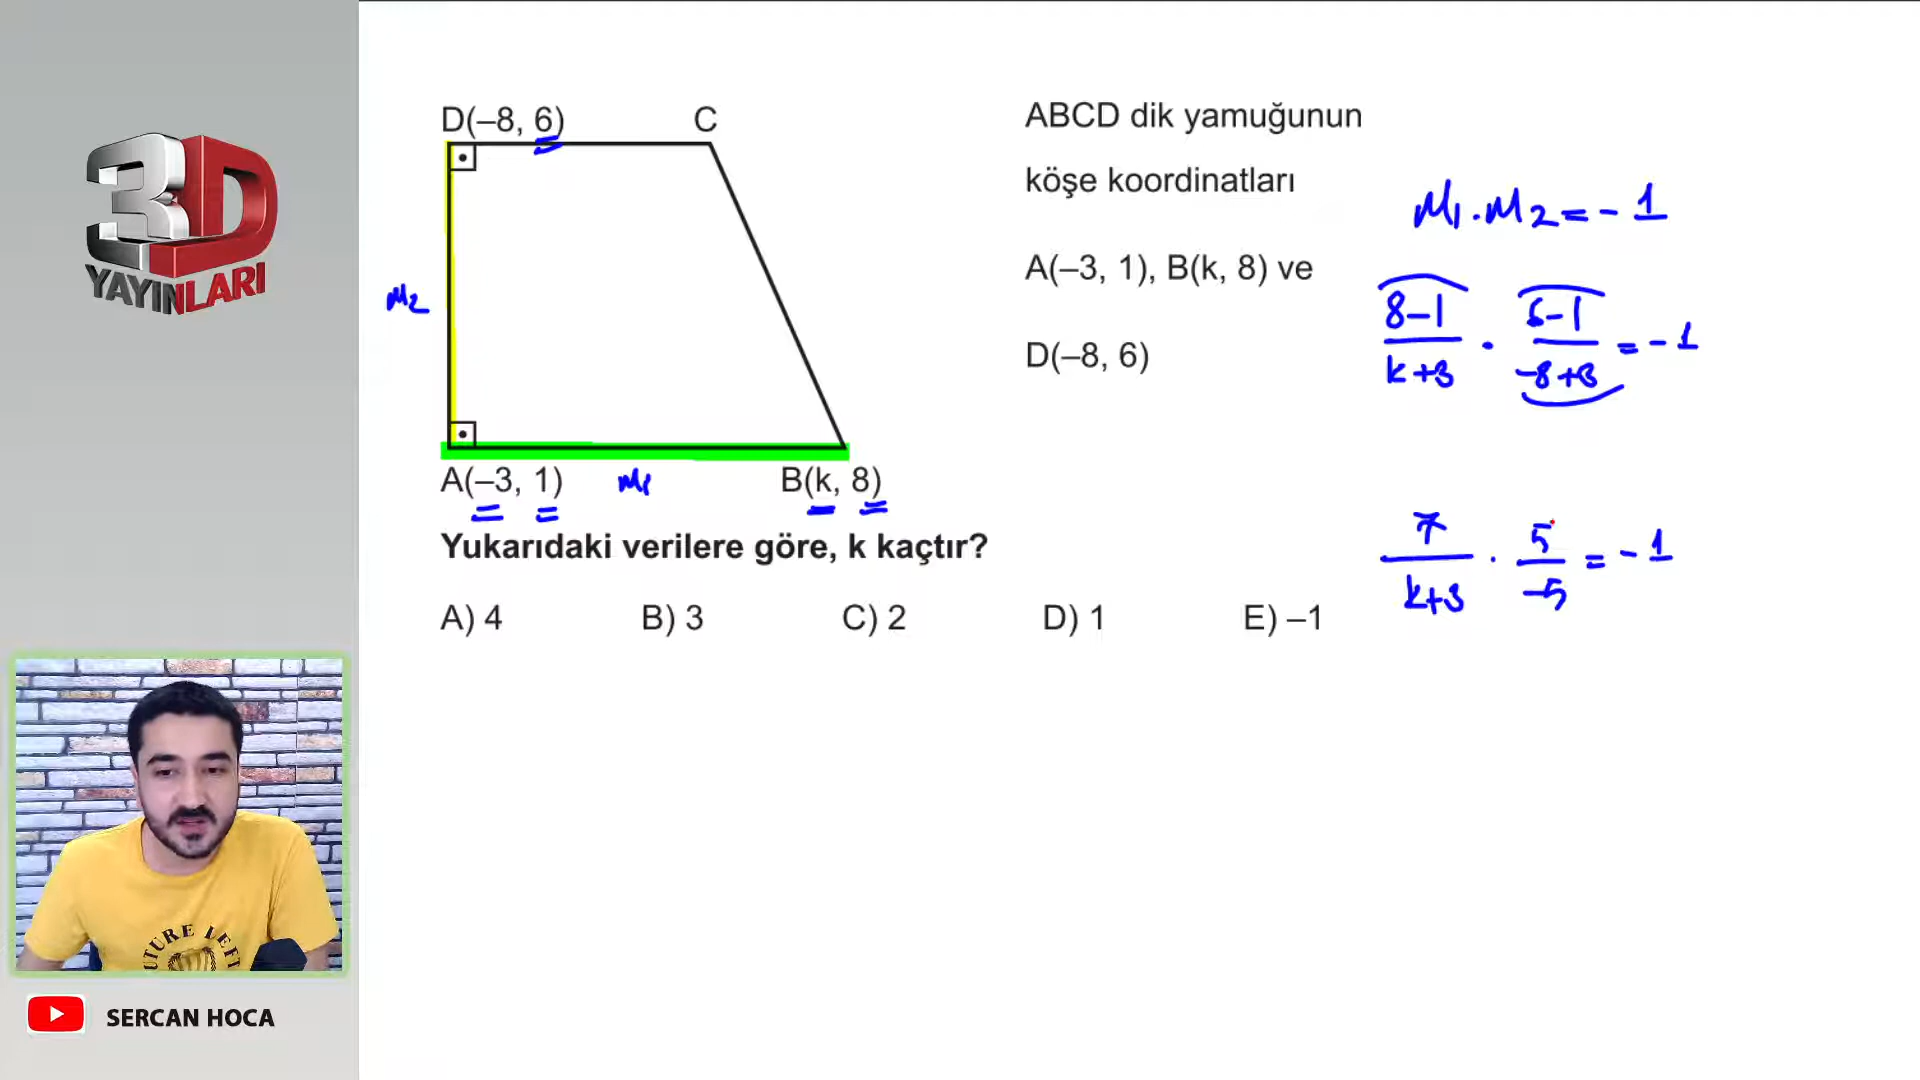 3D
YAYINLARI
D(–8, 6)
C
ABCD dik yamuğunun
köşe koordinatları
A(–3, 1), B(k, 8) ve
D(–8, 6)
M₂
A(–3, 1)
M₁
B(k, 8)
Yukarıdaki verilere göre, k kaçtır?
A) 4
B) 3
C) 2
D) 1
E) –1
M₁ . M₂ = - 1
8-1 / k+3 . 6-1 / -8+3 = -1
7 / k+3 . 5 / -5 = -1
UTURE LEFT
SERCAN HOCA